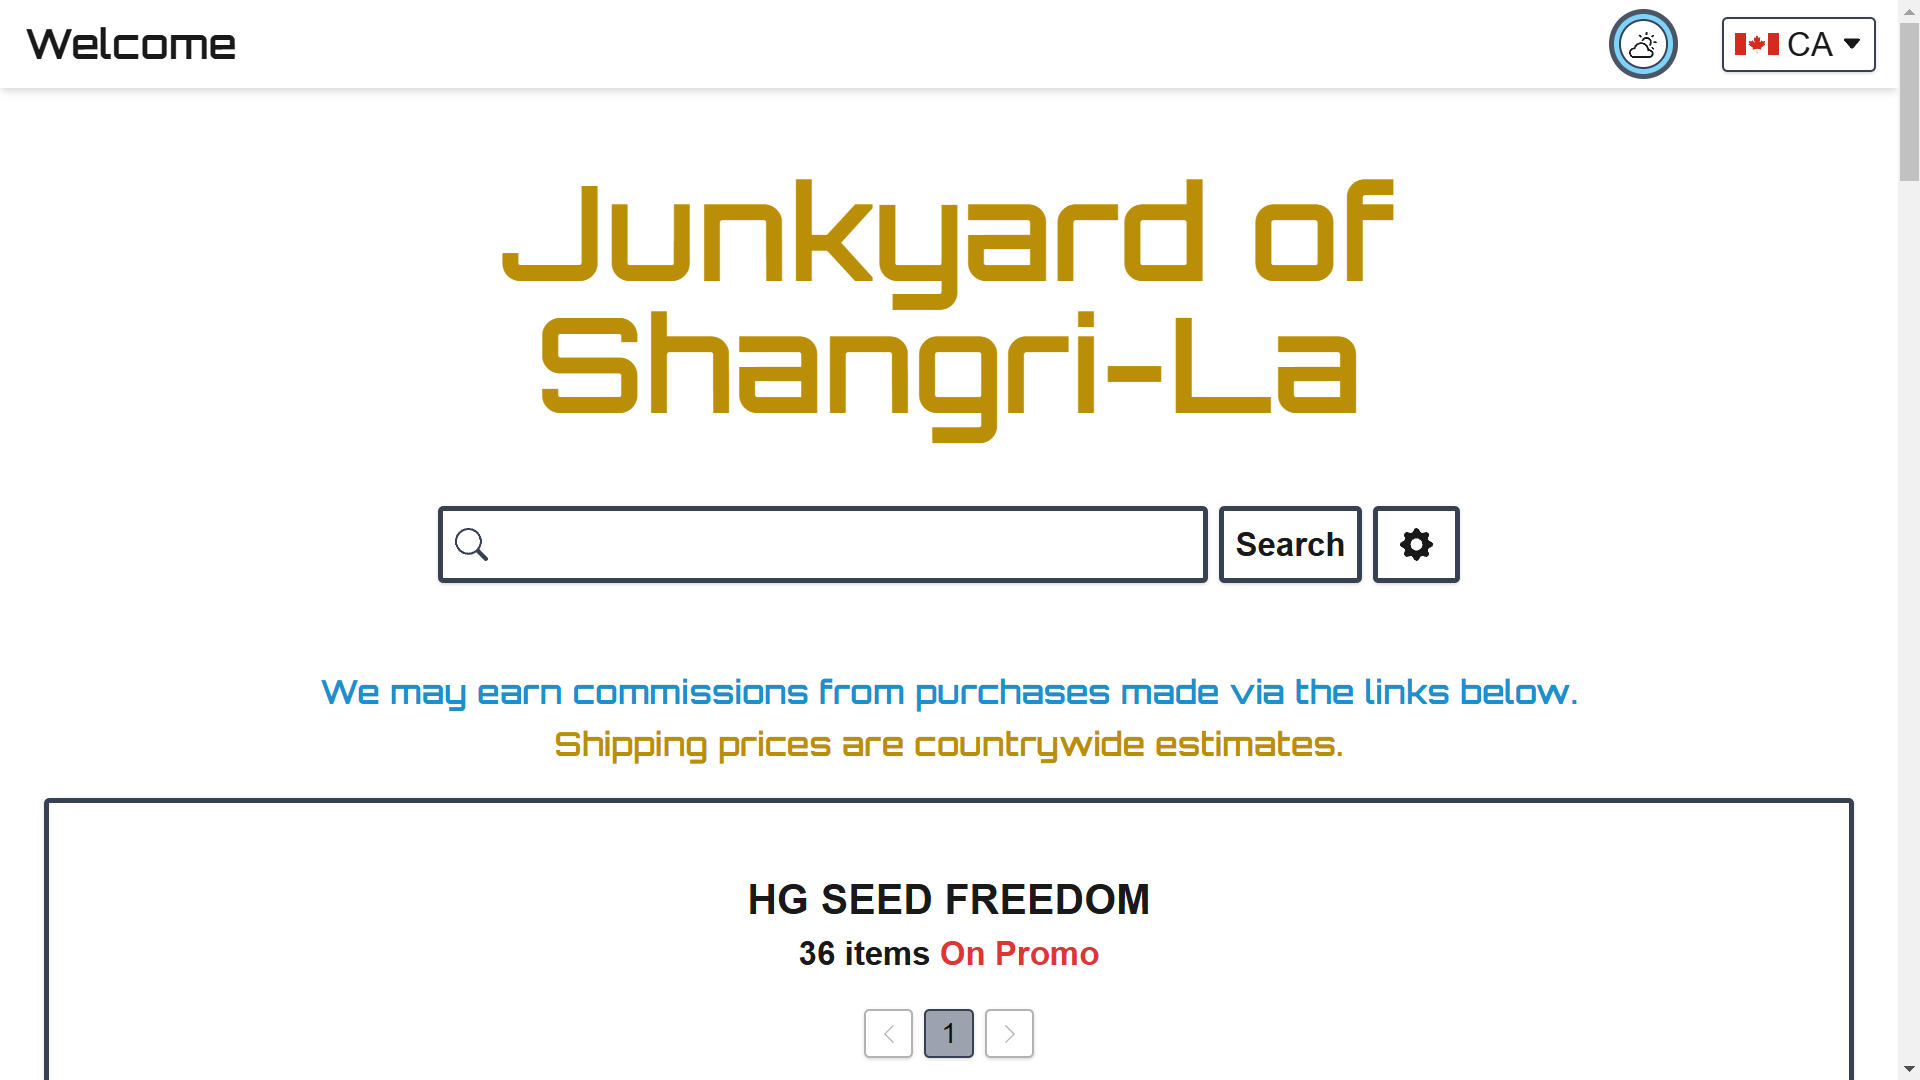 Welcome
CA
Junkyard of
Shangri-La
Search
We may earn commissions from purchases made via the links below.
Shipping prices are countrywide estimates.
HG SEED FREEDOM
36 items On Promo
1